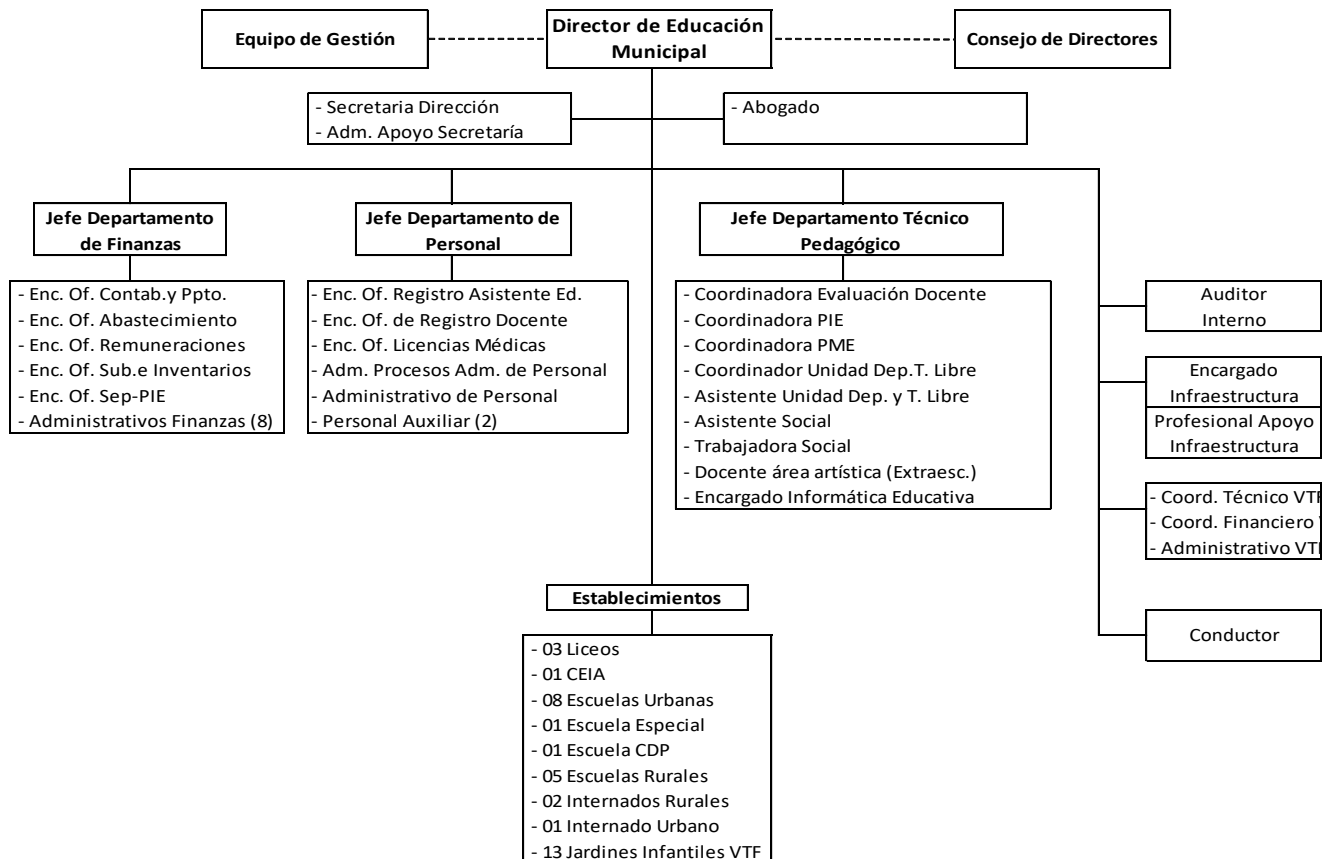 Equipo de Gestión
Director de Educación
Municipal
Consejo de Directores
- Secretaria Dirección
- Adm. Apoyo Secretaría
- Abogado
Jefe Departamento
de Finanzas
Jefe Departamento de
Personal
Jefe Departamento Técnico
Pedagógico
- Enc. Of. Contab.y Ppto.
- Enc. Of. Abastecimiento
- Enc. Of. Remuneraciones
- Enc. Of. Sub.e Inventarios
- Enc. Of. Sep-PIE
- Administrativos Finanzas (8)
- Enc. Of. Registro Asistente Ed.
- Enc. Of. de Registro Docente
- Enc. Of. Licencias Médicas
- Adm. Procesos Adm. de Personal
- Administrativo de Personal
- Personal Auxiliar (2)
- Coordinadora Evaluación Docente
- Coordinadora PIE
- Coordinadora PME
- Coordinador Unidad Dep.T. Libre
- Asistente Unidad Dep. y T. Libre
- Asistente Social
- Trabajadora Social
- Docente área artística (Extraesc.)
- Encargado Informática Educativa
Auditor
Interno
Encargado
Infraestructura
Profesional Apoyo
Infraestructura
- Coord. Técnico VTF
- Coord. Financiero
- Administrativo VTF
Conductor
Establecimientos
- 03 Liceos
- 01 CEIA
- 08 Escuelas Urbanas
- 01 Escuela Especial
- 01 Escuela CDP
- 05 Escuelas Rurales
- 02 Internados Rurales
- 01 Internado Urbano
- 13 Jardines Infantiles VTF